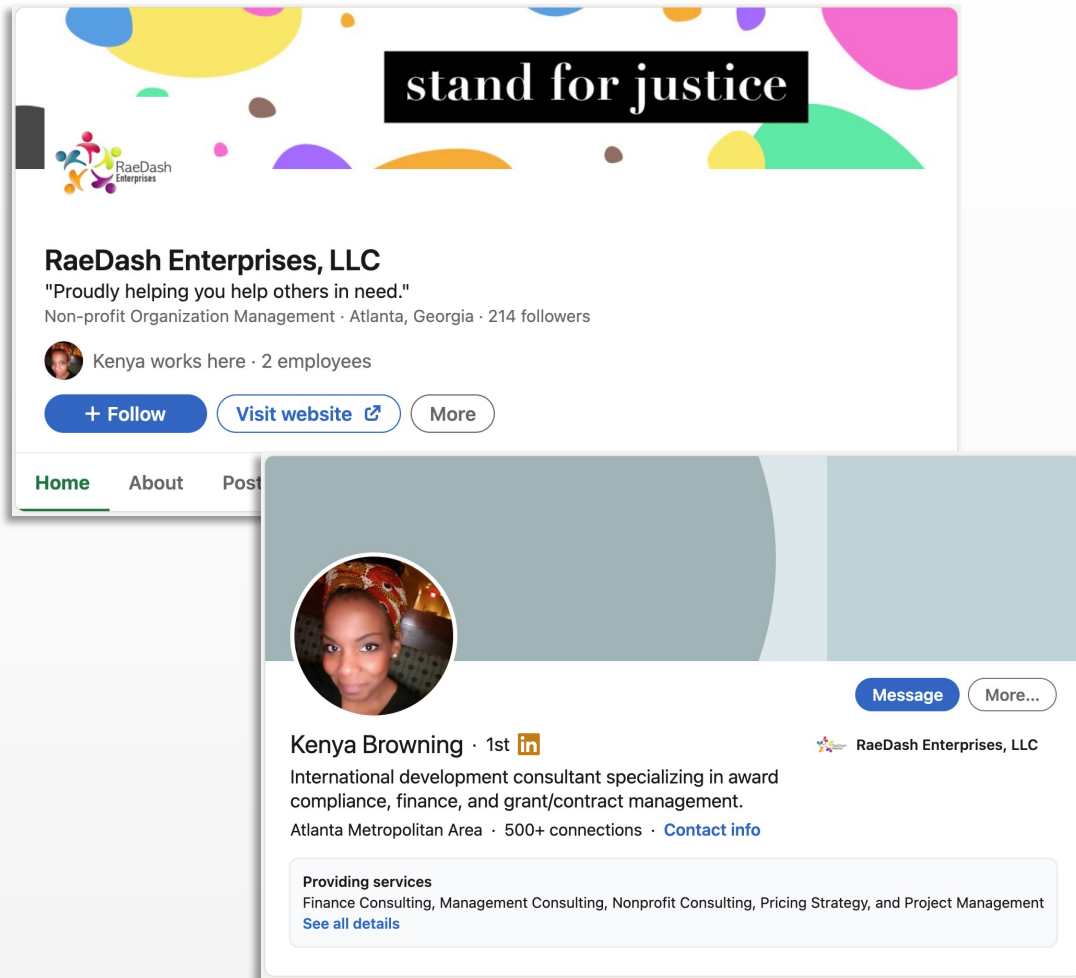 stand for justice
RaeDash
Enterprises
RaeDash Enterprises, LLC
"Proudly helping you help others in need."
Non-profit Organization Management · Atlanta, Georgia · 214 followers
Kenya works here · 2 employees
+ Follow
Visit website
More
Home
About
Post
Message
More...
Kenya Browning · 1st in
RaeDash Enterprises, LLC
International development consultant specializing in award
compliance, finance, and grant/contract management.
Atlanta Metropolitan Area · 500+ connections · Contact info
Providing services
Finance Consulting, Management Consulting, Nonprofit Consulting, Pricing Strategy, and Project Management
See all details